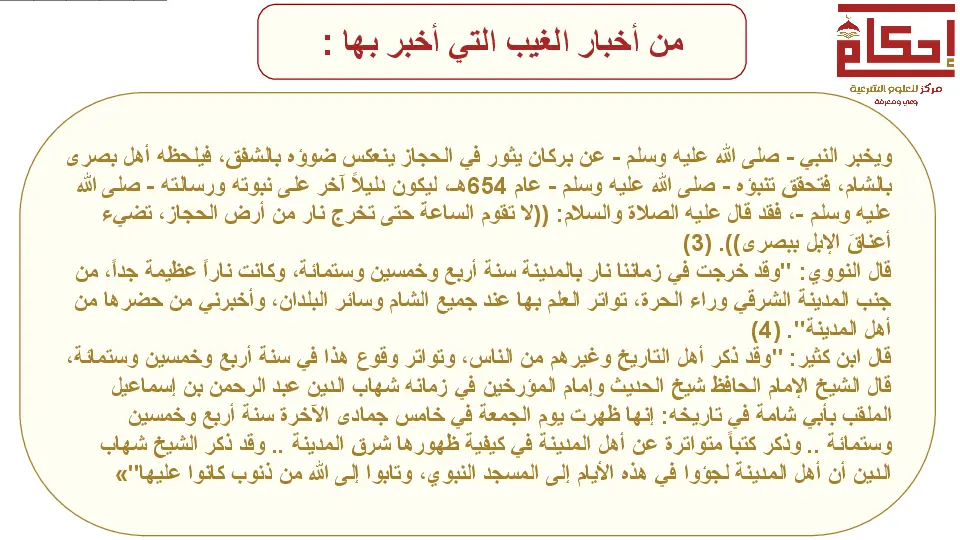 من أخبار الغيب التي أخبر بها :
إحكام
مركز للعلوم الشرعية
وعي ومعرفة
ويخبر النبي - صلى الله عليه وسلم - عن بركان يثور في الحجاز ينعكس ضوؤه بالشفق، فيلحظه أهل بصرى
بالشام، فتحقق تنبؤه - صلى الله عليه وسلم - عام 654هـ، ليكون دليلاً آخر على نبوته ورسالته - صلى الله
عليه وسلم -، فقد قال عليه الصلاة والسلام: ((لا تقوم الساعة حتى تخرج نار من أرض الحجاز، تضيء
أعناقَ الإبل ببصرى)). (3)
قال النووي: "وقد خرجت في زماننا نار بالمدينة سنة أربع وخمسين وستمائة، وكانت ناراً عظيمة جداً، من
جنب المدينة الشرقي وراء الحرة، تواتر العلم بها عند جميع الشام وسائر البلدان، وأخبرني من حضرها من
أهل المدينة". (4)
قال ابن كثير: "وقد ذكر أهل التاريخ وغيرهم من الناس، وتواتر وقوع هذا في سنة أربع وخمسين وستمائة،
قال الشيخ الإمام الحافظ شيخ الحديث وإمام المؤرخين في زمانه شهاب الدين عبد الرحمن بن إسماعيل
الملقب بأبي شامة في تاريخه: إنها ظهرت يوم الجمعة في خامس جمادى الآخرة سنة أربع وخمسين
وستمائة .. وذكر كتباً متواترة عن أهل المدينة في كيفية ظهورها شرق المدينة .. وقد ذكر الشيخ شهاب
الدين أن أهل المدينة لجؤوا في هذه الأيام إلى المسجد النبوي، وتابوا إلى الله من ذنوب كانوا عليها"»